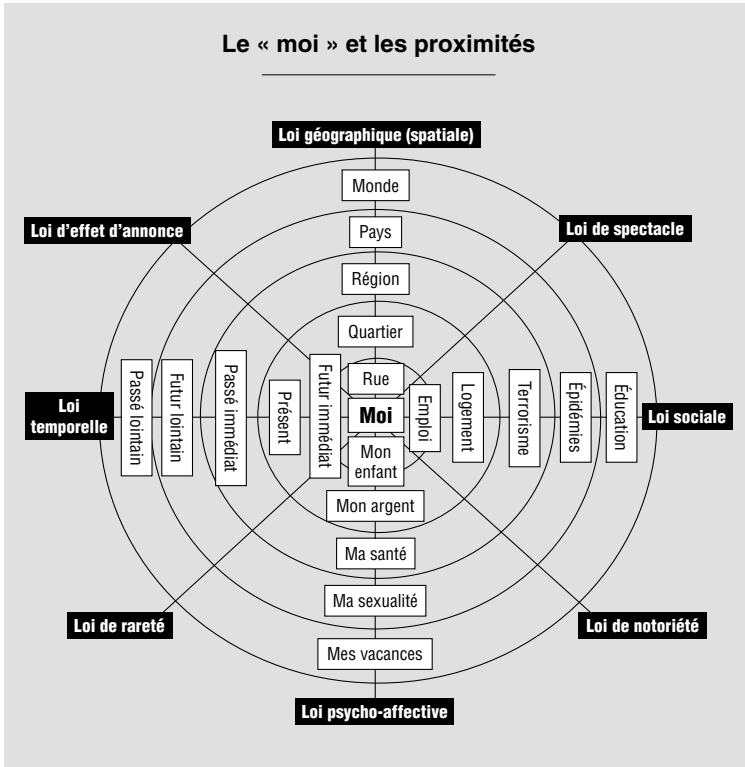 Le « moi » et les proximités
Loi géographique (spatiale)
Monde
Loi d'effet d'annonce
Loi de spectacle
Pays
Région
Quartier
Rue
Loi
temporelle
Passé lointain
Futur lointain
Passé immédiat
Présent
Futur immédiat
Moi
Emploi
Logement
Terrorisme
Épidémies
Éducation
Loi sociale
Mon
enfant
Mon argent
Ma santé
Ma sexualité
Loi de rareté
Loi de notoriété
Mes vacances
Loi psycho-affective